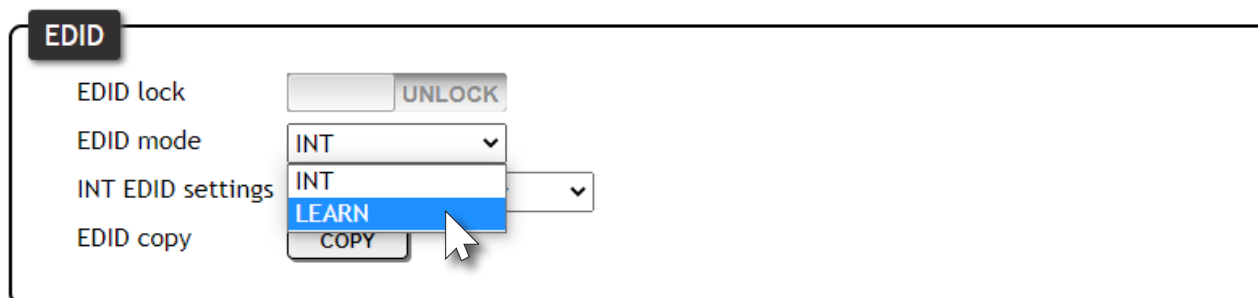 EDID
EDID lock UNLOCK
EDID mode INT
INT EDID settings INT
LEARN
EDID copy COPY